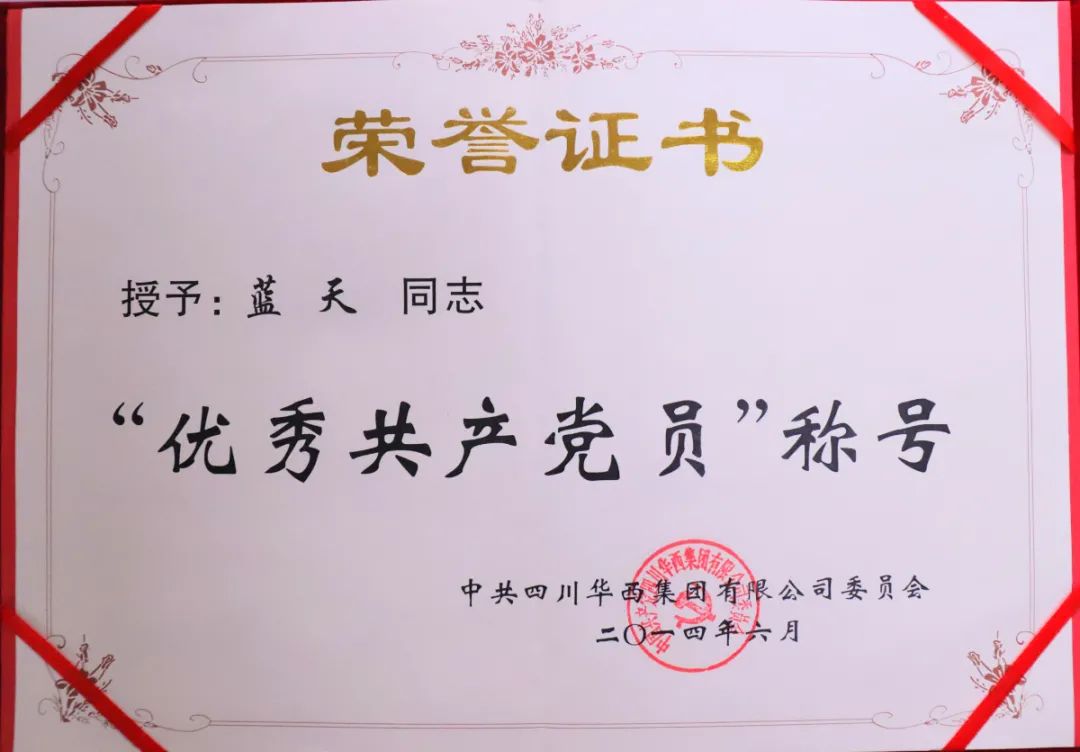 荣誉证书
授予：蓝 天 同志
“优秀共产党员”称号
中共四川华西集团有限公司委员会
二〇一四年六月